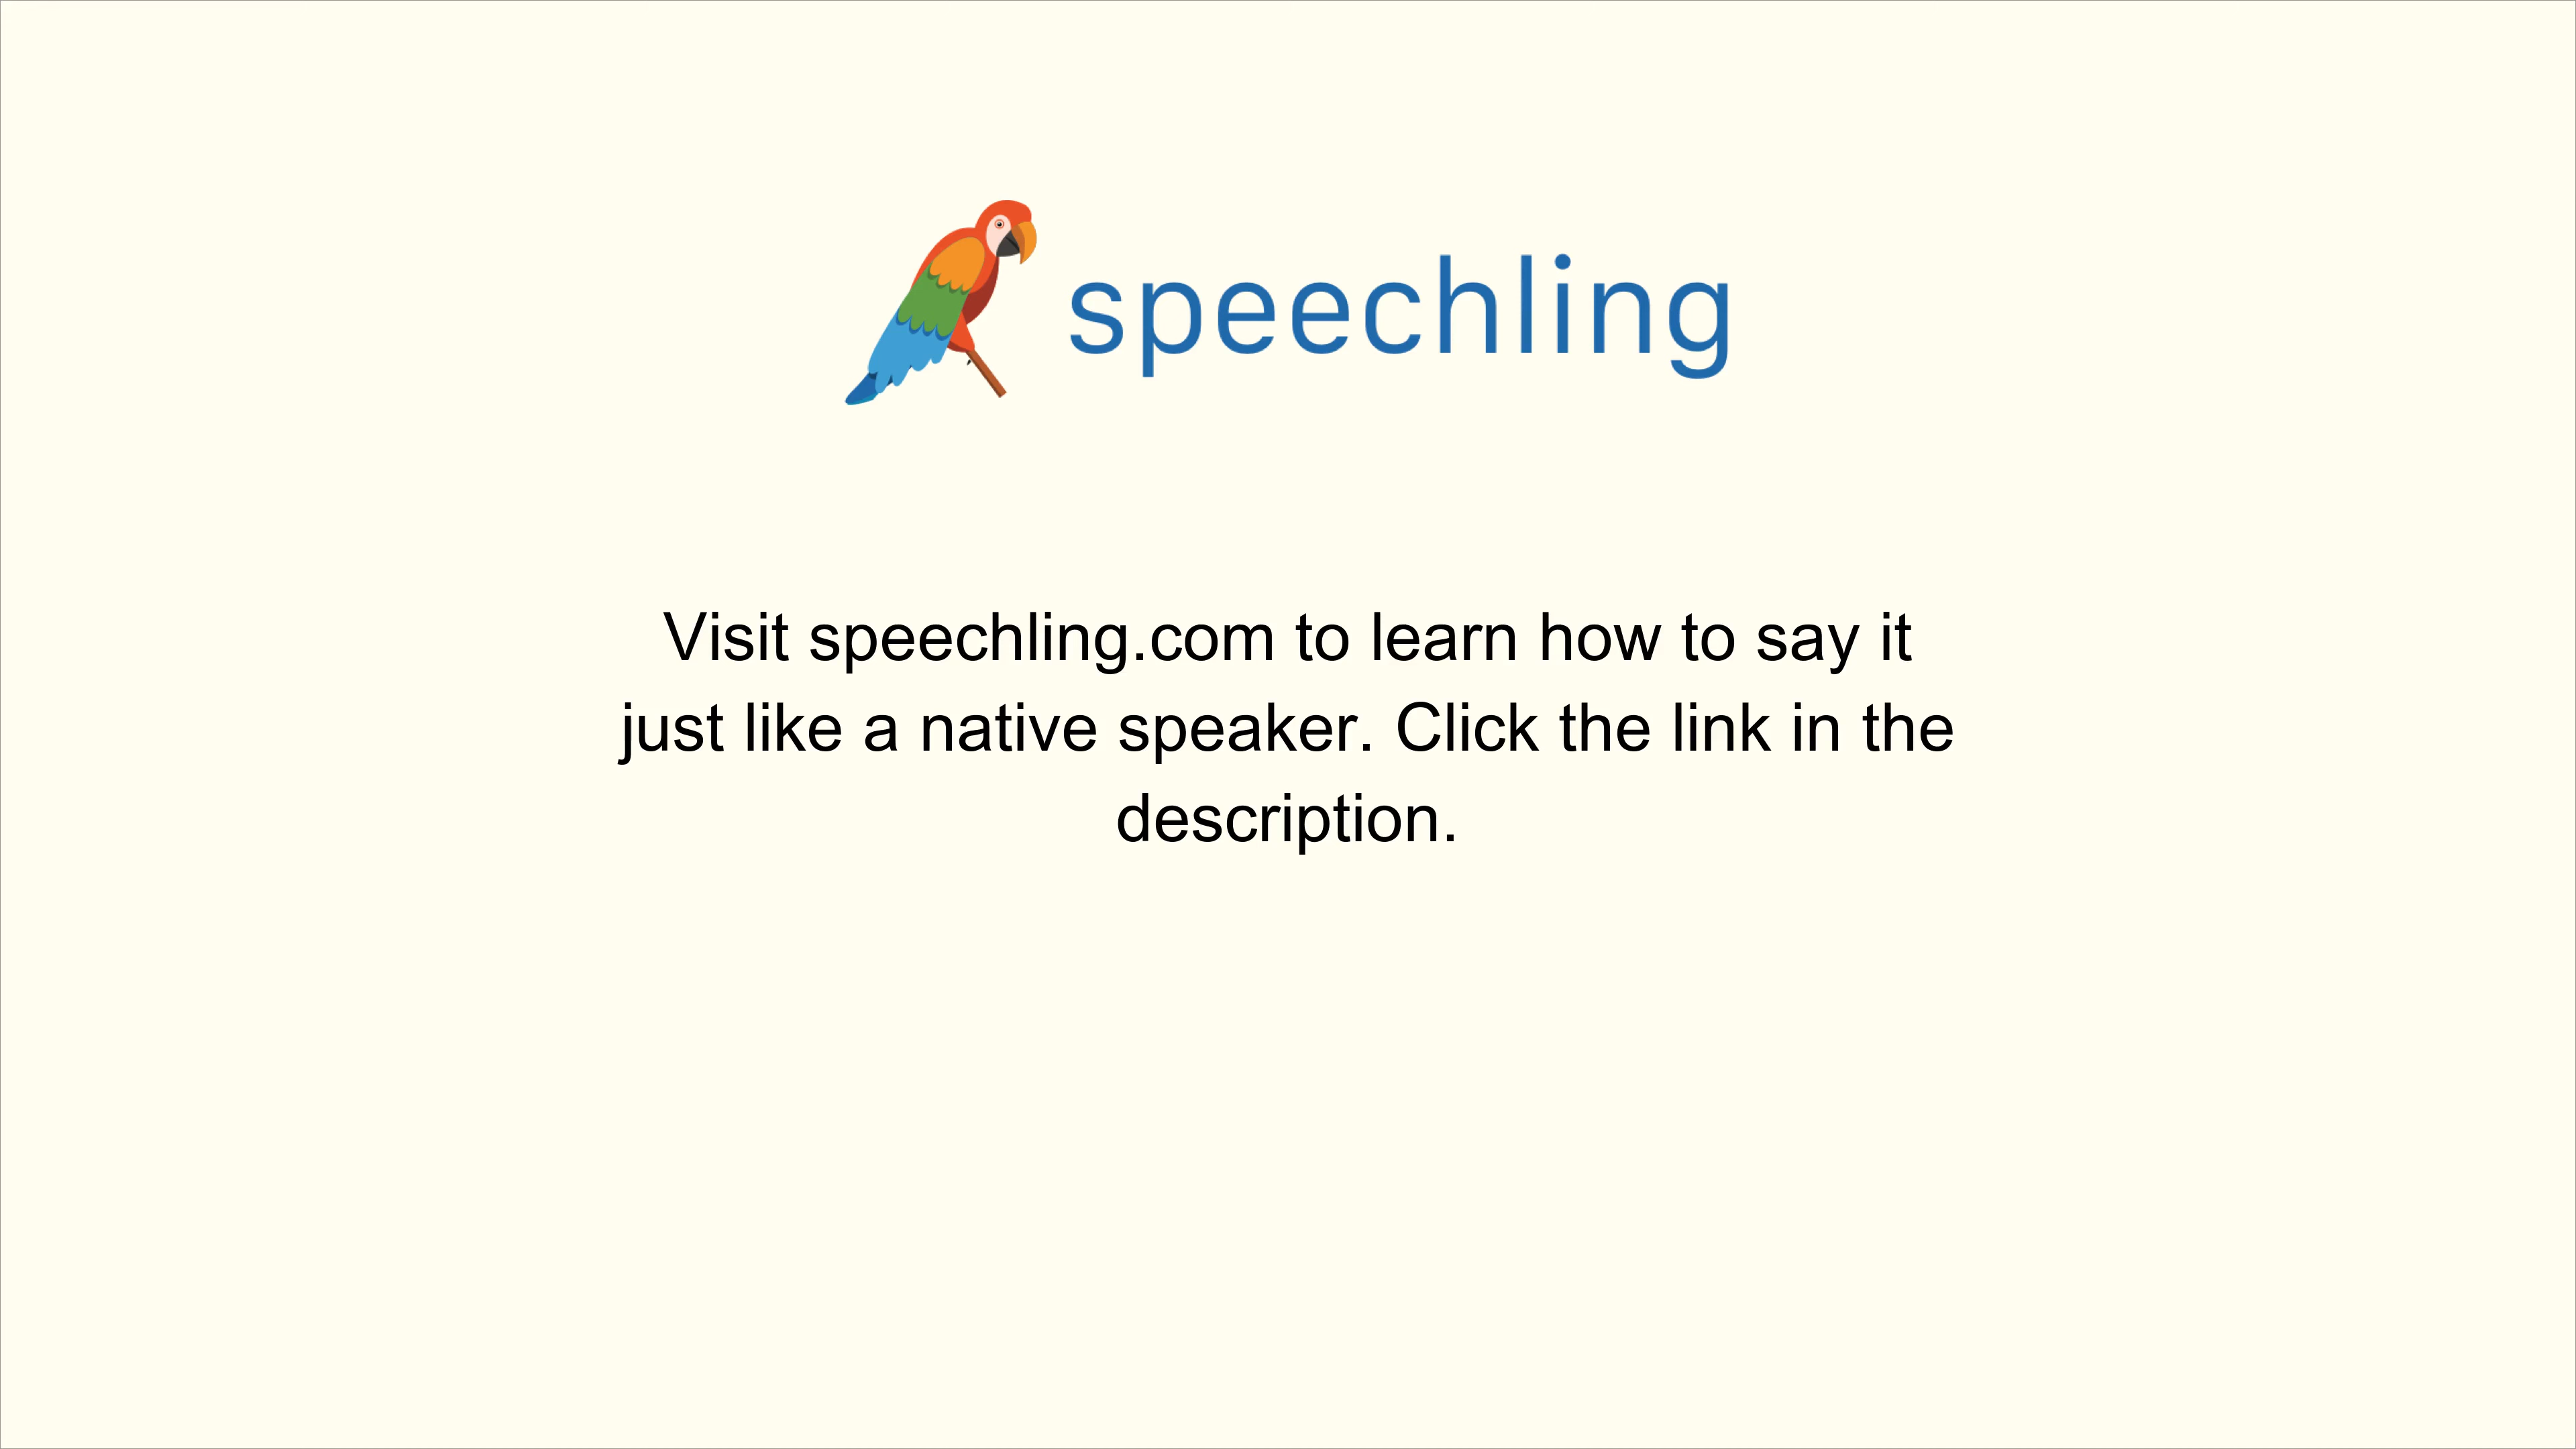 speechling
Visit speechling.com to learn how to say it
just like a native speaker. Click the link in the
description.